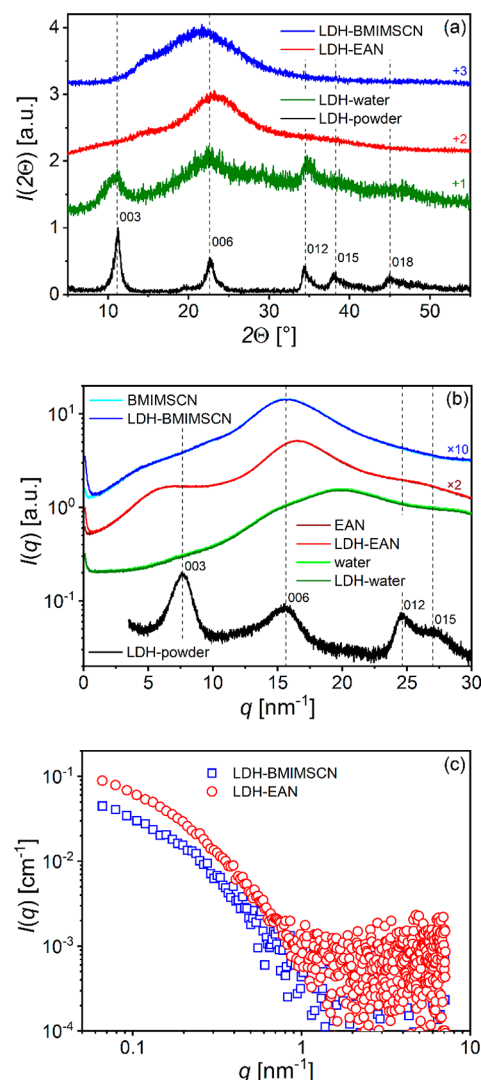 (a)
LDH-BMIMSCN
LDH-EAN
LDH-water
LDH-powder
+3
+2
+1
003
006
012
015
018
I(2Θ) [a.u.]
4
3
2
1
0
10 20 30 40 50
2Θ [°]
(b)
BMIMSCN
LDH-BMIMSCN
×10
×2
EAN
LDH-EAN
water
LDH-water
003
006
012
015
LDH-powder
I(q) [a.u.]
10¹
10⁰
10⁻¹
0 5 10 15 20 25 30
q [nm⁻¹]
(c)
LDH-BMIMSCN
LDH-EAN
I(q) [cm⁻¹]
10⁻¹
10⁻²
10⁻³
10⁻⁴
0.1 1 10
q [nm⁻¹]